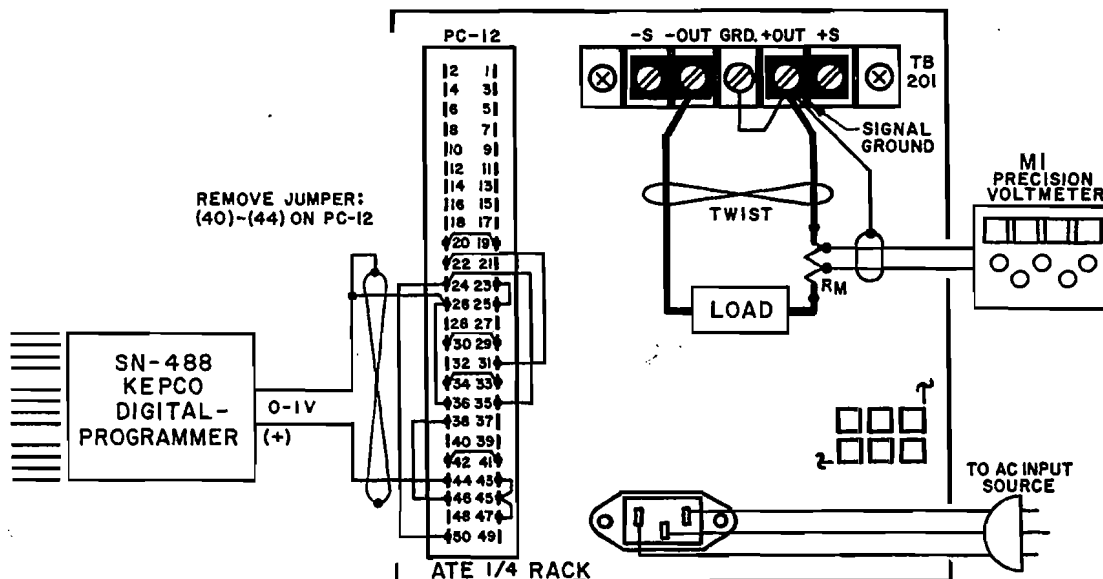 PC-12
2 1
4 3
6 5
8 7
10 9
12 11
14 13
16 15
18 17
20 19
22 21
24 23
26 25
28 27
30 29
32 31
34 33
36 35
38 37
40 39
42 41
44 43
46 45
48 47
50 49
ATE 1/4 RACK
REMOVE JUMPER:
(40)-(44) ON PC-12
SN-488
KEPCO
DIGITAL-
PROGRAMMER
0-1V
(+)
-S -OUT GRD. +OUT +S
TB
201
SIGNAL
GROUND
TWIST
RM
LOAD
M1
PRECISION
VOLTMETER
TO AC INPUT
SOURCE